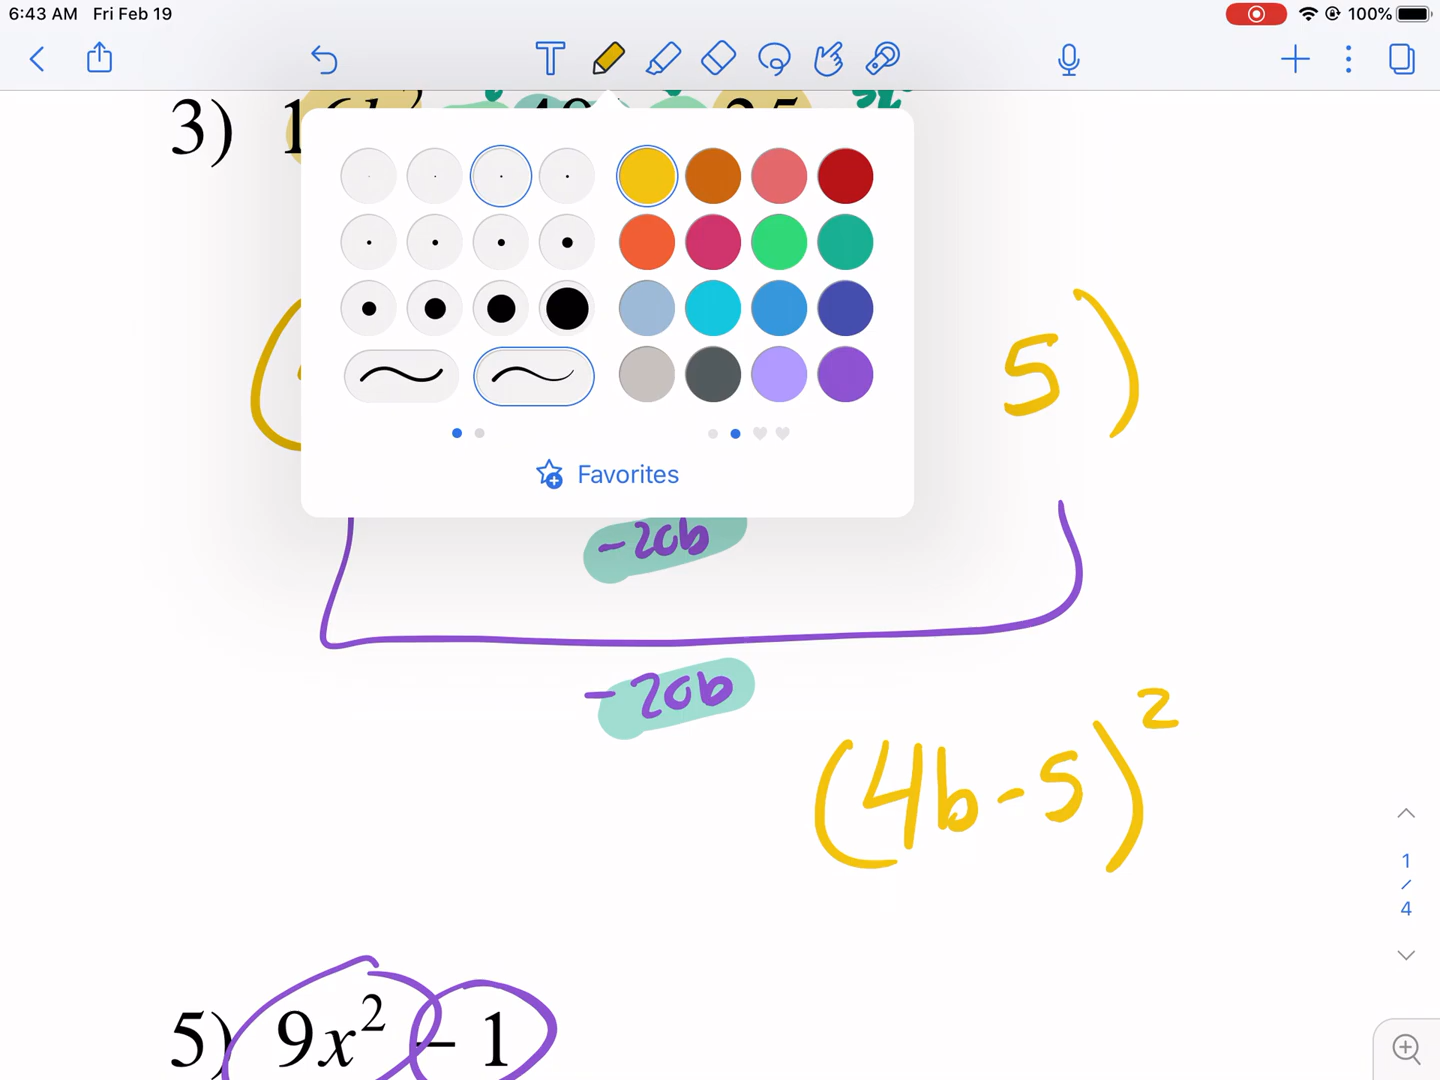 6:43 AM Fri Feb 19 100%
T
3)
5)
Favorites
-20b
-20b
(4b-5)²
1
/
4
5) 9x² - 1